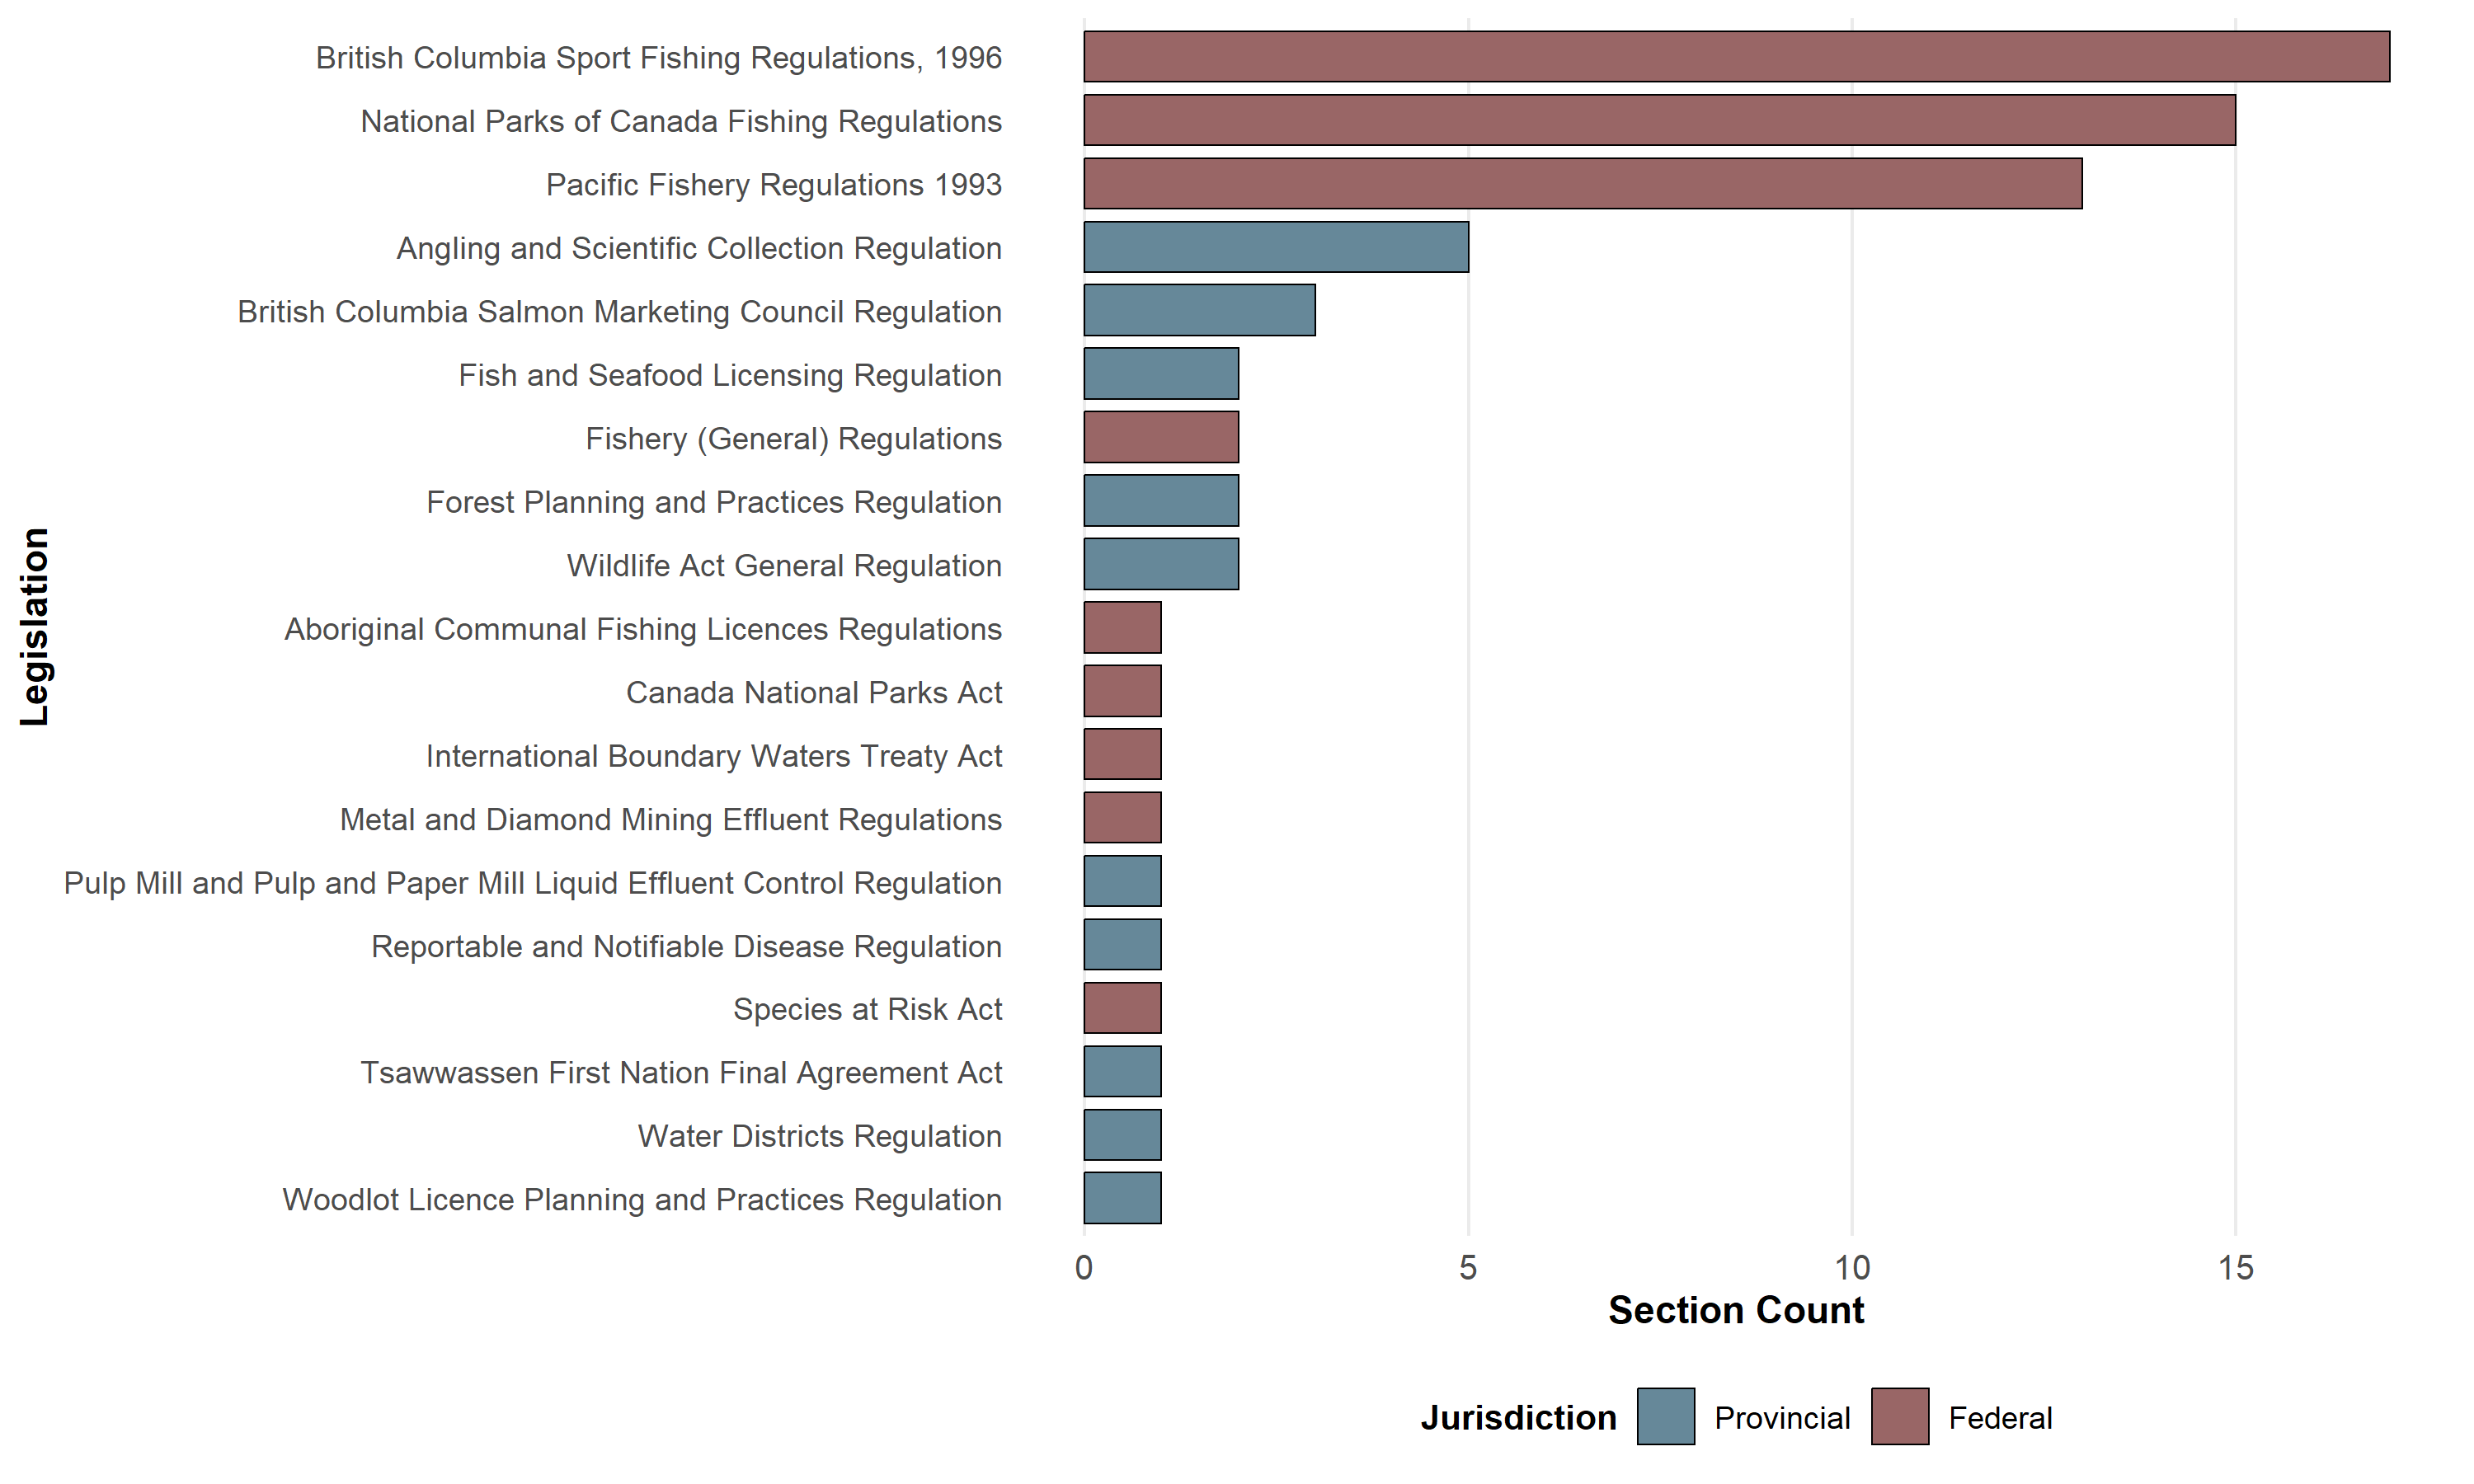 British Columbia Sport Fishing Regulations, 1996
National Parks of Canada Fishing Regulations
Pacific Fishery Regulations 1993
Angling and Scientific Collection Regulation
British Columbia Salmon Marketing Council Regulation
Fish and Seafood Licensing Regulation
Fishery (General) Regulations
Forest Planning and Practices Regulation
Wildlife Act General Regulation
Aboriginal Communal Fishing Licences Regulations
Canada National Parks Act
International Boundary Waters Treaty Act
Metal and Diamond Mining Effluent Regulations
Pulp Mill and Pulp and Paper Mill Liquid Effluent Control Regulation
Reportable and Notifiable Disease Regulation
Species at Risk Act
Tsawwassen First Nation Final Agreement Act
Water Districts Regulation
Woodlot Licence Planning and Practices Regulation
Legislation
0 5 10 15
Section Count
Jurisdiction Provincial Federal